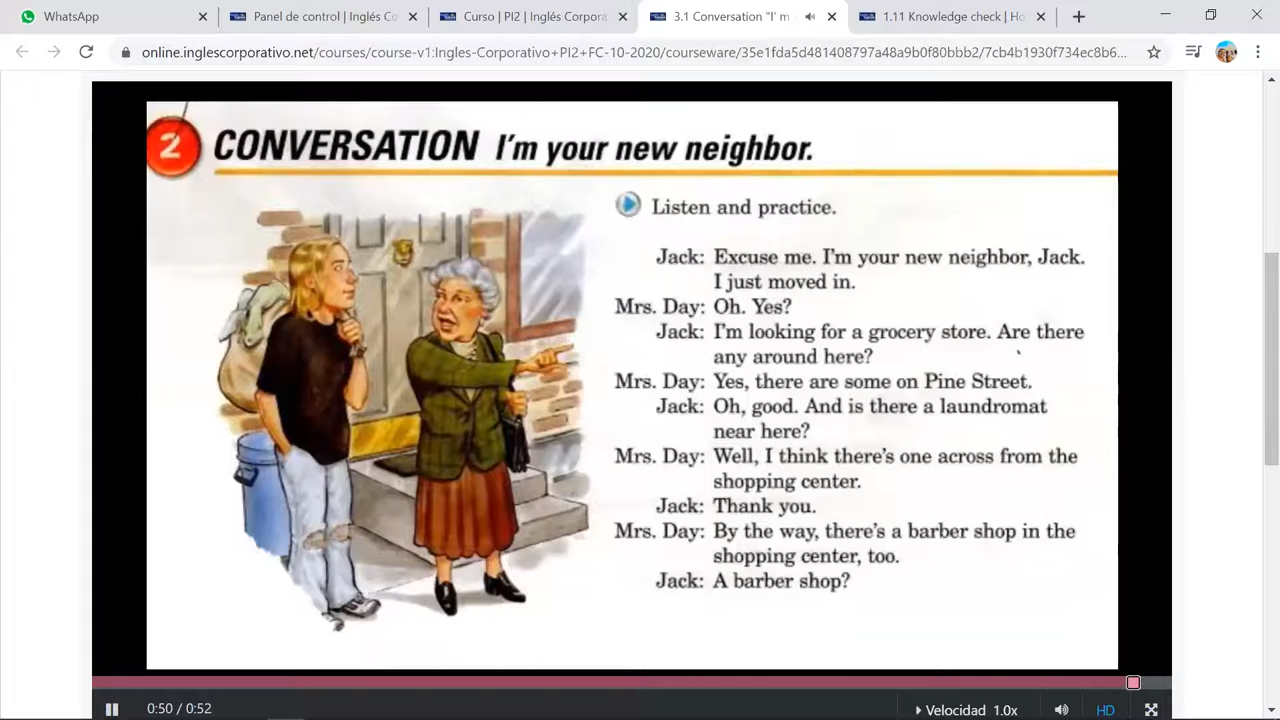 WhatsApp
Panel de control | Inglés Co
Curso | PI2 | Inglés Corpora
3.1 Conversation "I' m
1.11 Knowledge check | Ho
online.inglescorporativo.net/courses/course-v1:Ingles-Corporativo+PI2+FC-10-2020/courseware/35e1fda5d481408797a48a9b0f80bbb2/7cb4b1930f734ec8b6...
2 CONVERSATION I'm your new neighbor.
Listen and practice.
Jack: Excuse me. I'm your new neighbor, Jack.
I just moved in.
Mrs. Day: Oh. Yes?
Jack: I'm looking for a grocery store. Are there
any around here?
Mrs. Day: Yes, there are some on Pine Street.
Jack: Oh, good. And is there a laundromat
near here?
Mrs. Day: Well, I think there's one across from the
shopping center.
Jack: Thank you.
Mrs. Day: By the way, there's a barber shop in the
shopping center, too.
Jack: A barber shop?
0:50 / 0:52
Velocidad 1.0x
HD